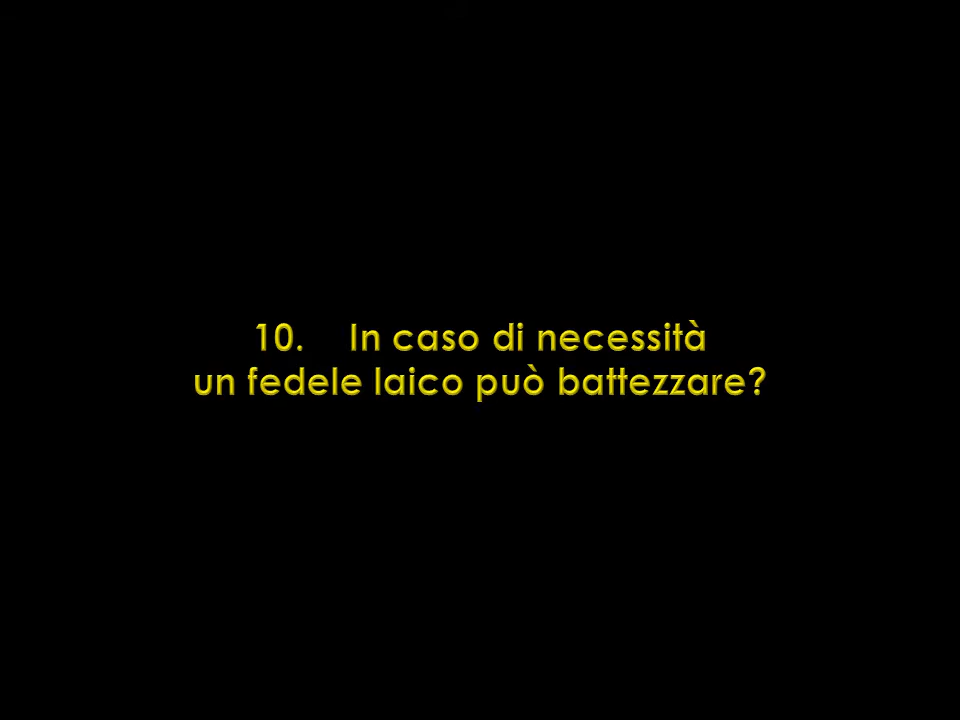 10. In caso di necessità
un fedele laico può battezzare?